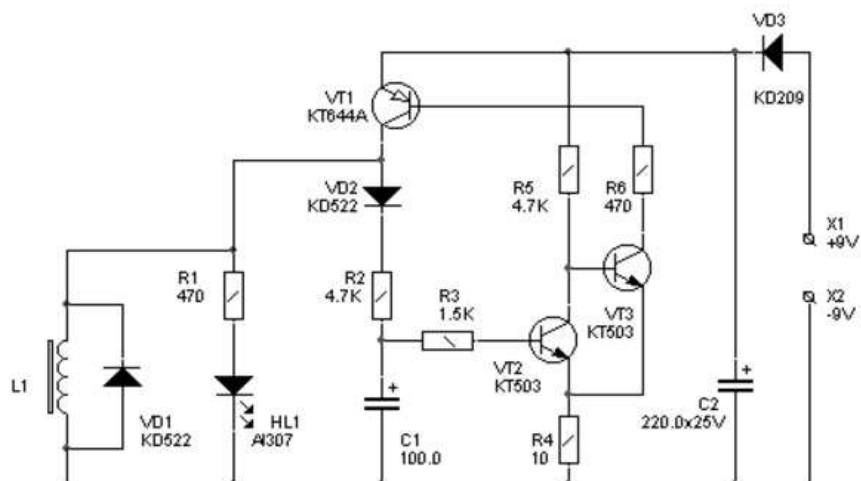 VD3
KD209
VT1
KT644A
VD2
KD522
R5
4.7K
R6
470
X1
+9V
R1
470
R2
4.7K
R3
1.5K
VT3
KT503
X2
-9V
L1
VD1
KD522
HL1
Al307
+
C1
100.0
VT2
KT503
R4
10
+
C2
220.0x25V